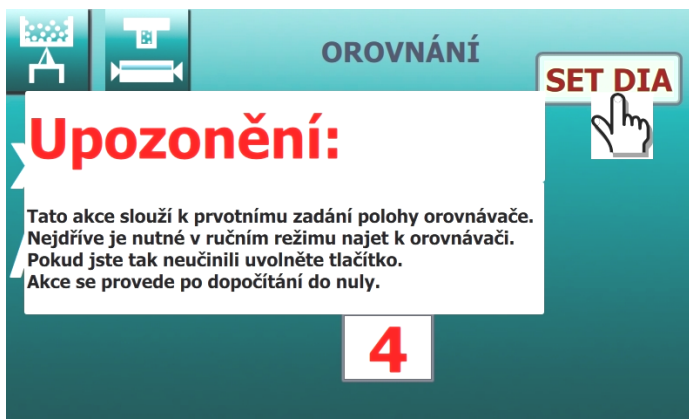 OROVNÁNÍ
SET DIA
Upozonění:
Tato akce slouží k prvotnímu zadání polohy orovnávače.
Nejdříve je nutné v ručním režimu najet k orovnávači.
Pokud jste tak neučinili uvolněte tlačítko.
Akce se provede po dopočítání do nuly.
4